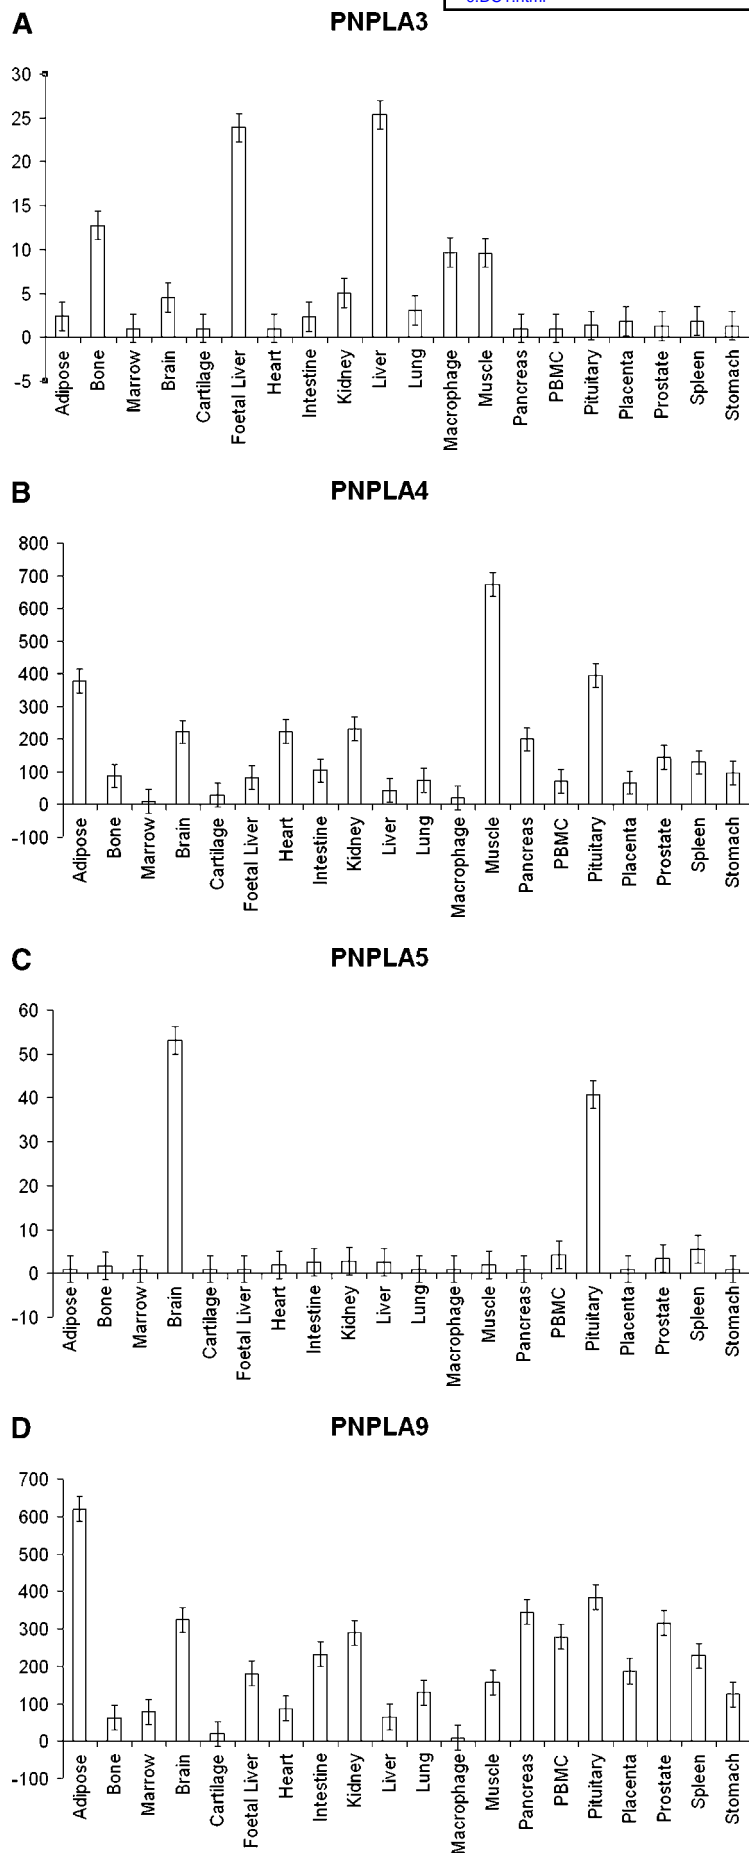 A
PNPLA3
30
25
20
15
10
5
0
-5
Adipose
Bone
Marrow
Brain
Cartilage
Foetal Liver
Heart
Intestine
Kidney
Liver
Lung
Macrophage
Muscle
Pancreas
PBMC
Pituitary
Placenta
Prostate
Spleen
Stomach
B
PNPLA4
800
700
600
500
400
300
200
100
0
-100
Adipose
Bone
Marrow
Brain
Cartilage
Foetal Liver
Heart
Intestine
Kidney
Liver
Lung
Macrophage
Muscle
Pancreas
PBMC
Pituitary
Placenta
Prostate
Spleen
Stomach
C
PNPLA5
60
50
40
30
20
10
0
-10
Adipose
Bone
Marrow
Brain
Cartilage
Foetal Liver
Heart
Intestine
Kidney
Liver
Lung
Macrophage
Muscle
Pancreas
PBMC
Pituitary
Placenta
Prostate
Spleen
Stomach
D
PNPLA9
700
600
500
400
300
200
100
0
-100
Adipose
Bone
Marrow
Brain
Cartilage
Foetal Liver
Heart
Intestine
Kidney
Liver
Lung
Macrophage
Muscle
Pancreas
PBMC
Pituitary
Placenta
Prostate
Spleen
Stomach